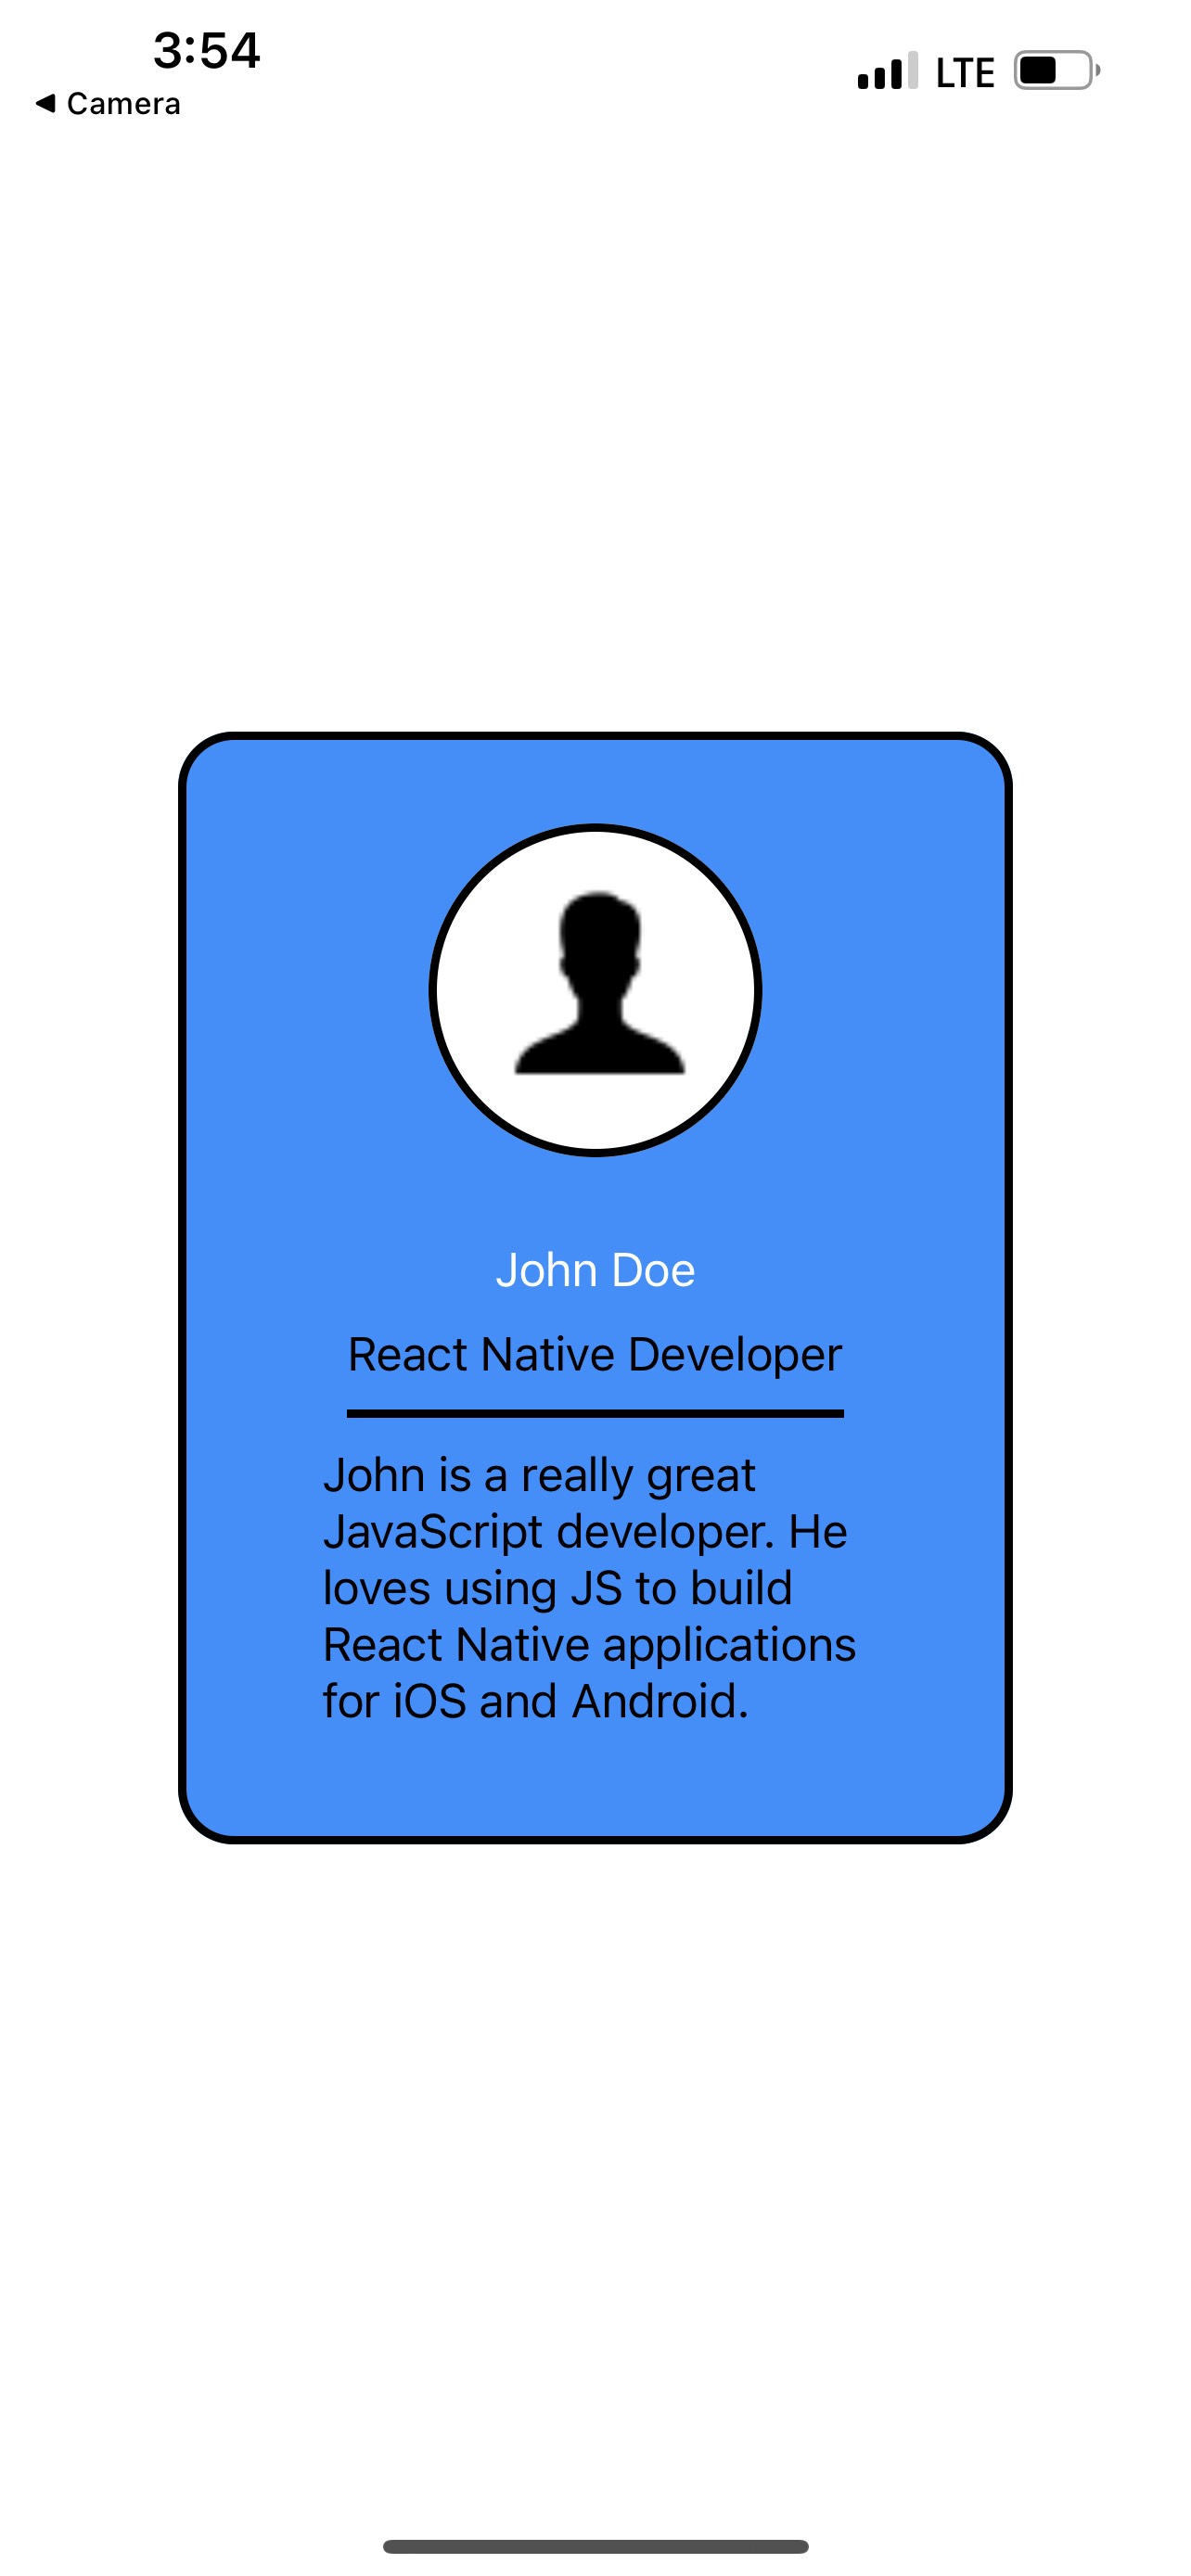 3:54
LTE
Camera
John Doe
React Native Developer
John is a really great
JavaScript developer. He
loves using JS to build
React Native applications
for iOS and Android.